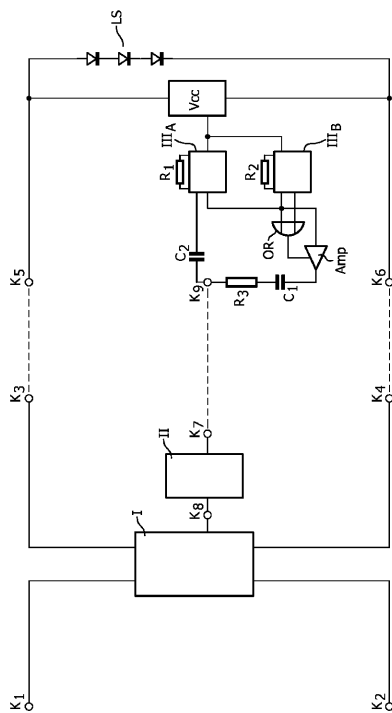 LS
K5
K3
K1
Vcc
IIIA
R1
IIIB
R2
C2
OR
Amp
K9
R3
C1
K7
II
K8
I
K6
K4
K2